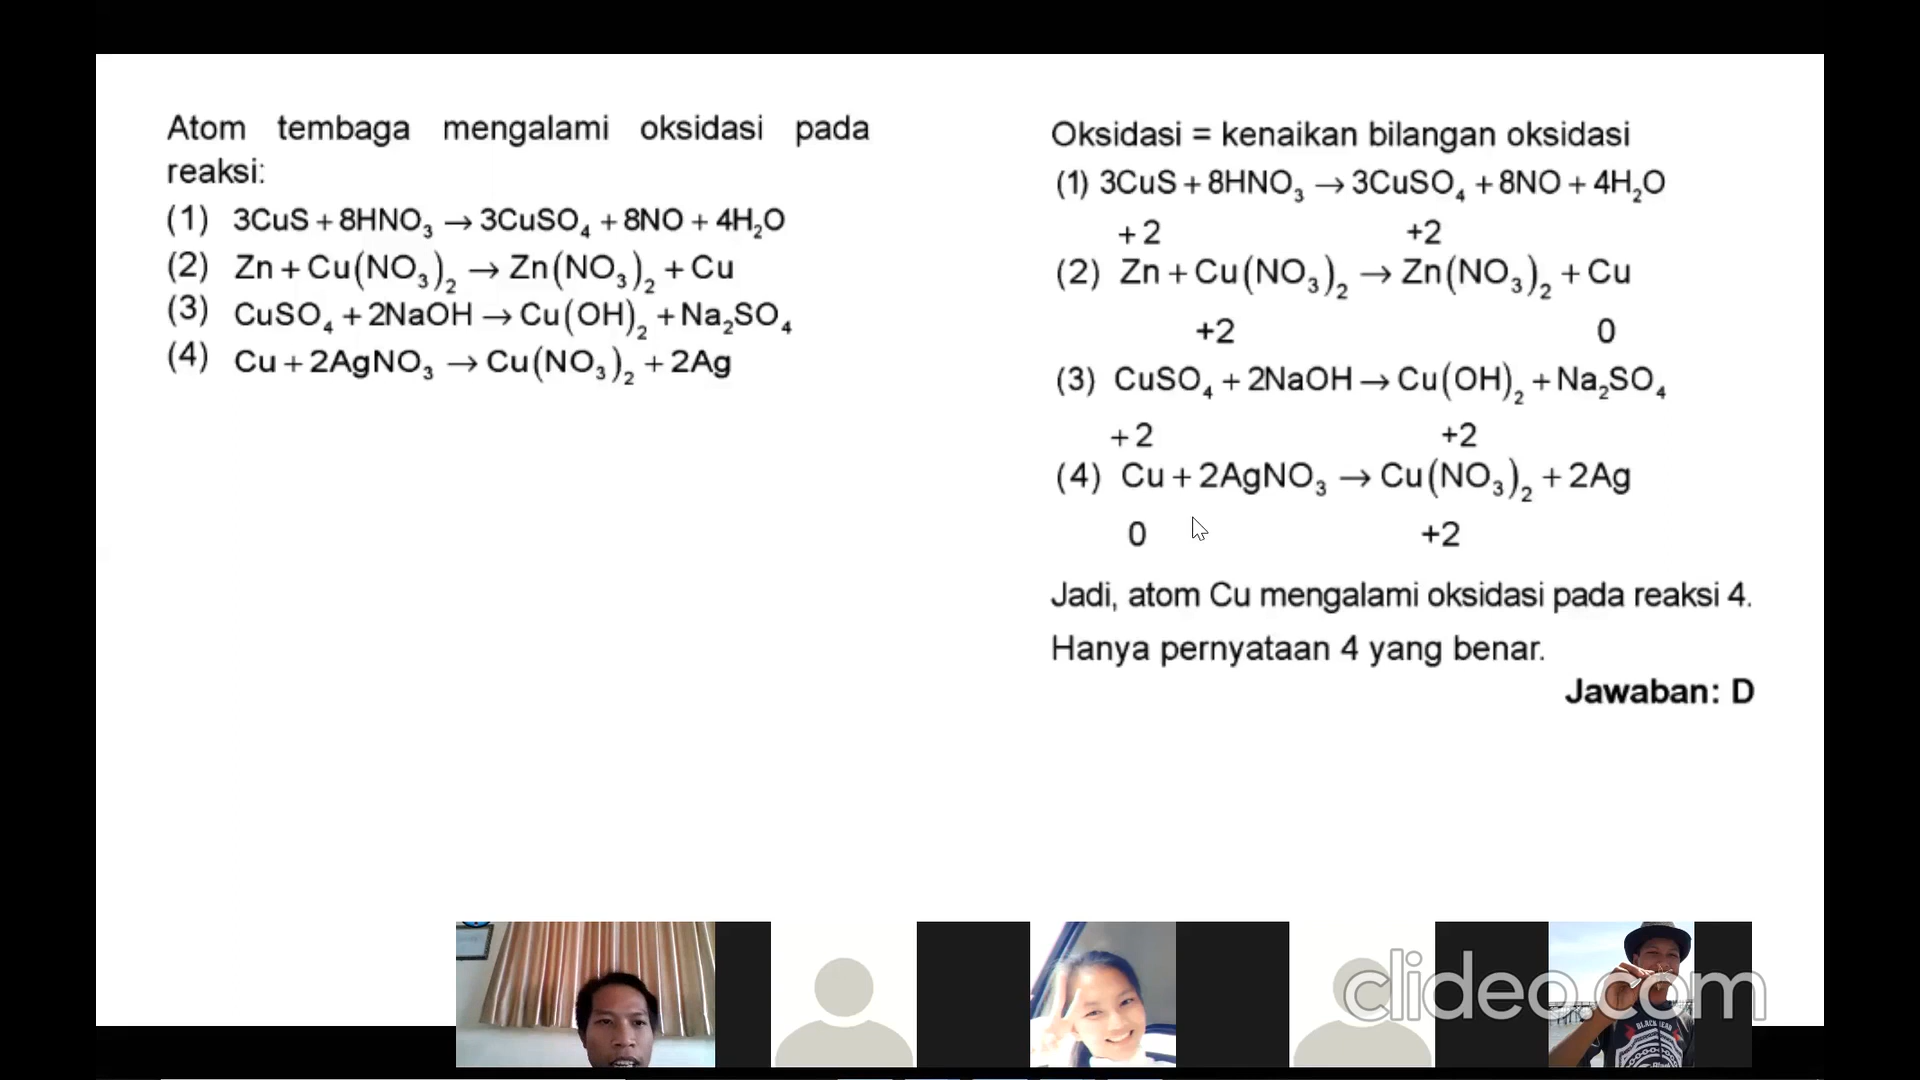 Atom tembaga mengalami oksidasi pada
reaksi:
(1) 3CuS + 8HNO₃ → 3CuSO₄ + 8NO + 4H₂O
(2) Zn + Cu(NO₃)₂ → Zn(NO₃)₂ + Cu
(3) CuSO₄ + 2NaOH → Cu(OH)₂ + Na₂SO₄
(4) Cu + 2AgNO₃ → Cu(NO₃)₂ + 2Ag
Oksidasi = kenaikan bilangan oksidasi
(1) 3CuS + 8HNO₃ → 3CuSO₄ + 8NO + 4H₂O
+2 +2
(2) Zn + Cu(NO₃)₂ → Zn(NO₃)₂ + Cu
+2 0
(3) CuSO₄ + 2NaOH → Cu(OH)₂ + Na₂SO₄
+2 +2
(4) Cu + 2AgNO₃ → Cu(NO₃)₂ + 2Ag
0 +2
Jadi, atom Cu mengalami oksidasi pada reaksi 4.
Hanya pernyataan 4 yang benar.
Jawaban: D
clideo.com
BLACK HEAD